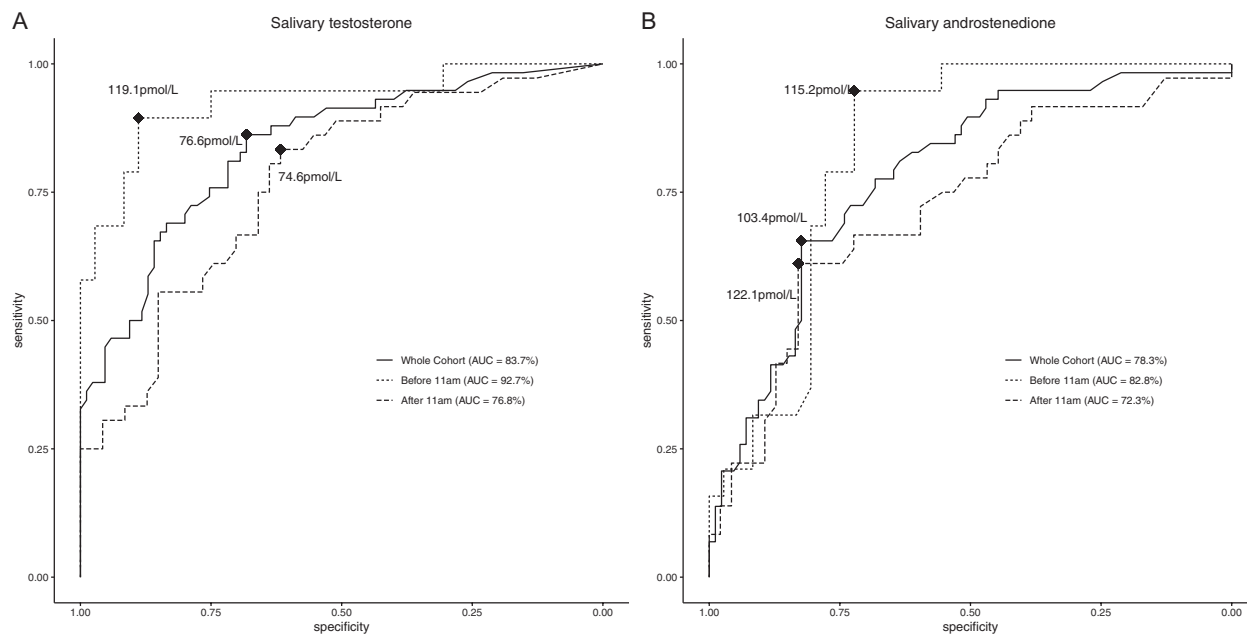 A
Salivary testosterone
1.00
0.75
0.50
0.25
0.00
sensitivity
119.1pmol/L
76.6pmol/L
74.6pmol/L
Whole Cohort (AUC = 83.7%)
Before 11am (AUC = 92.7%)
After 11am (AUC = 76.8%)
1.00 0.75 0.50 0.25 0.00
specificity
B
Salivary androstenedione
1.00
0.75
0.50
0.25
0.00
sensitivity
115.2pmol/L
103.4pmol/L
122.1pmol/L
Whole Cohort (AUC = 78.3%)
Before 11am (AUC = 82.8%)
After 11am (AUC = 72.3%)
1.00 0.75 0.50 0.25 0.00
specificity